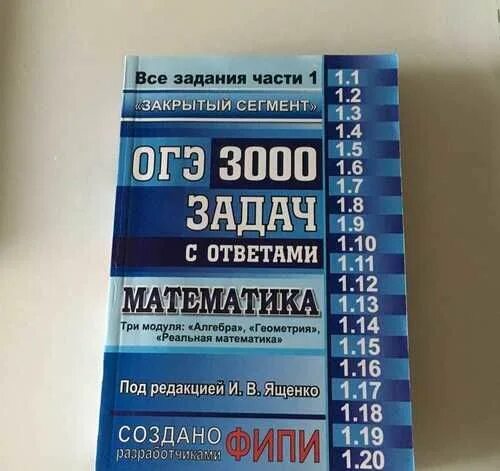 Все задания части 1
«ЗАКРЫТЫЙ СЕГМЕНТ»
ОГЭ 3000
ЗАДАЧ
С ОТВЕТАМИ
МАТЕМАТИКА
Три модуля: «Алгебра», «Геометрия»,
«Реальная математика»
Под редакцией И. В. Ященко
СОЗДАНО
разработчиками ФИПИ
1.1
1.2
1.3
1.4
1.5
1.6
1.7
1.8
1.9
1.10
1.11
1.12
1.13
1.14
1.15
1.16
1.17
1.18
1.19
1.20